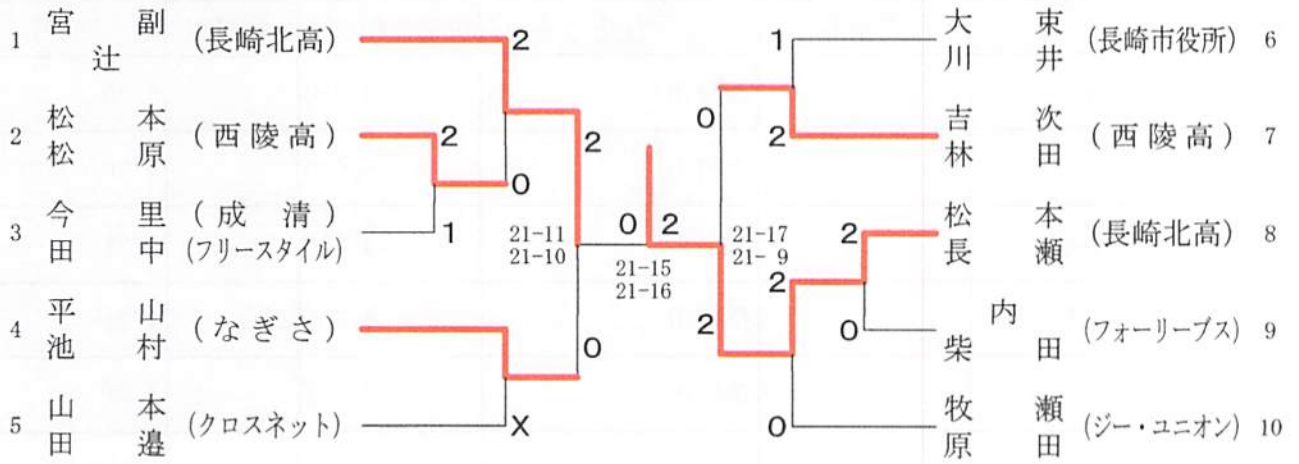 1 宮副 (長崎北高)
辻
2 松本 (西陵高)
松原
3 今里 (成清)
田中 (フリースタイル)
4 平山 (なぎさ)
池村
5 山本 (クロスネット)
田邉
2
2
1
0
2
0
X
21-11
21-10
0 2
21-15
21-16
大東 (長崎市役所) 6
川井
吉次 (西陵高) 7
林田
松本 (長崎北高) 8
長瀬
内 (フォーリーブス) 9
柴田
牧瀬 (ジー・ユニオン) 10
原田
1
2
0
21-17
21- 9
2
2
0
2
0